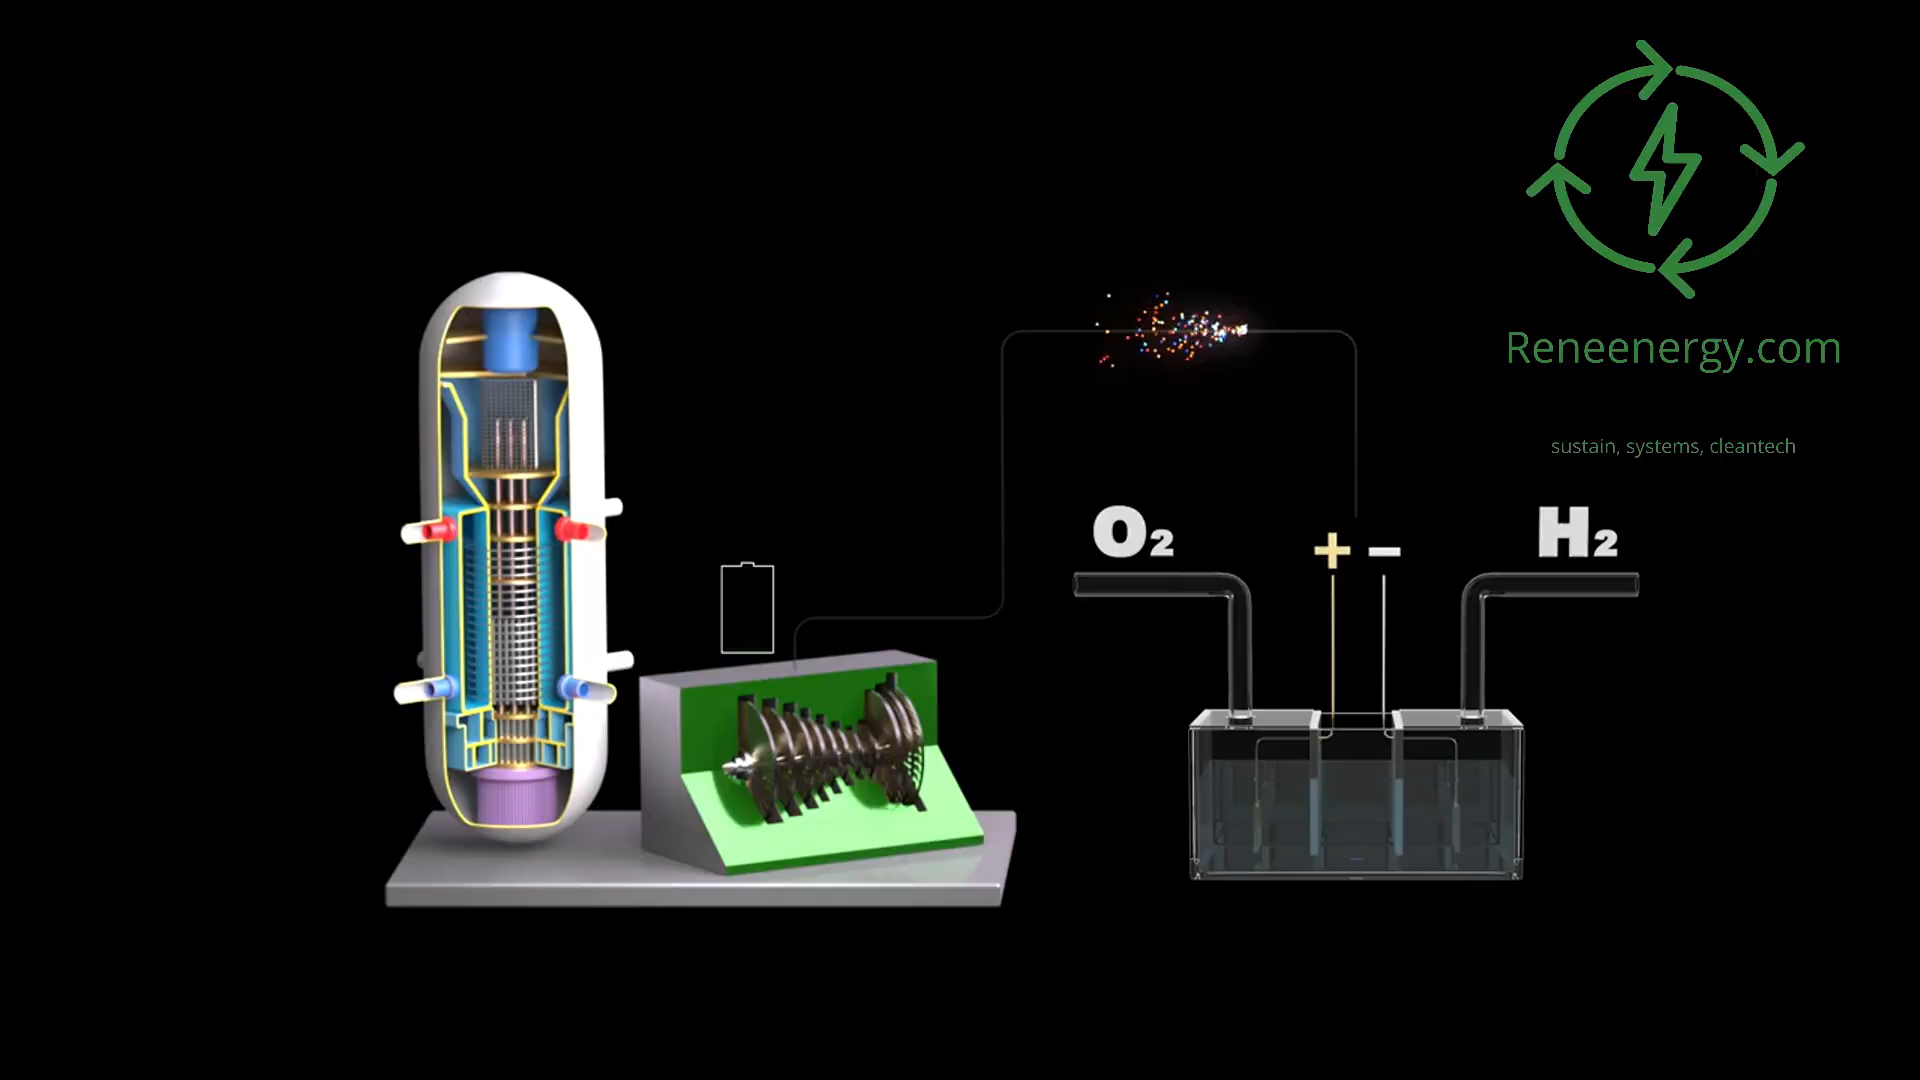 Reneenergy.com
sustain, systems, cleantech
O₂
+ −
H₂